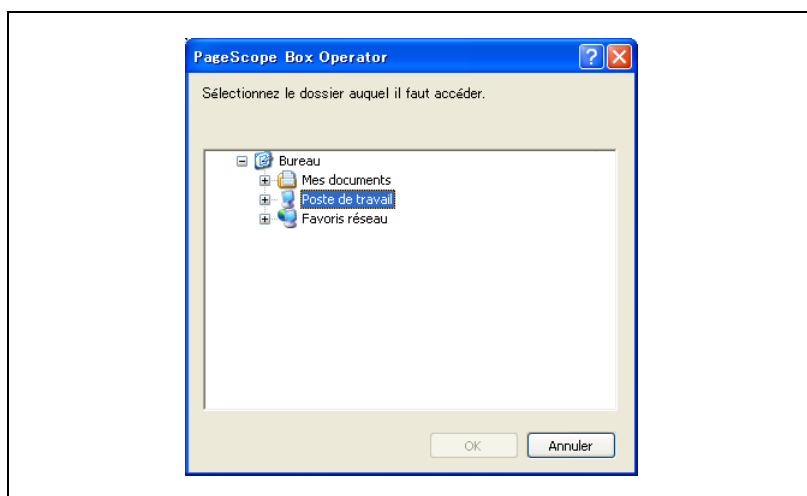 PageScope Box Operator
Sélectionnez le dossier auquel il faut accéder.
Bureau
Mes documents
Poste de travail
Favoris réseau
OK Annuler